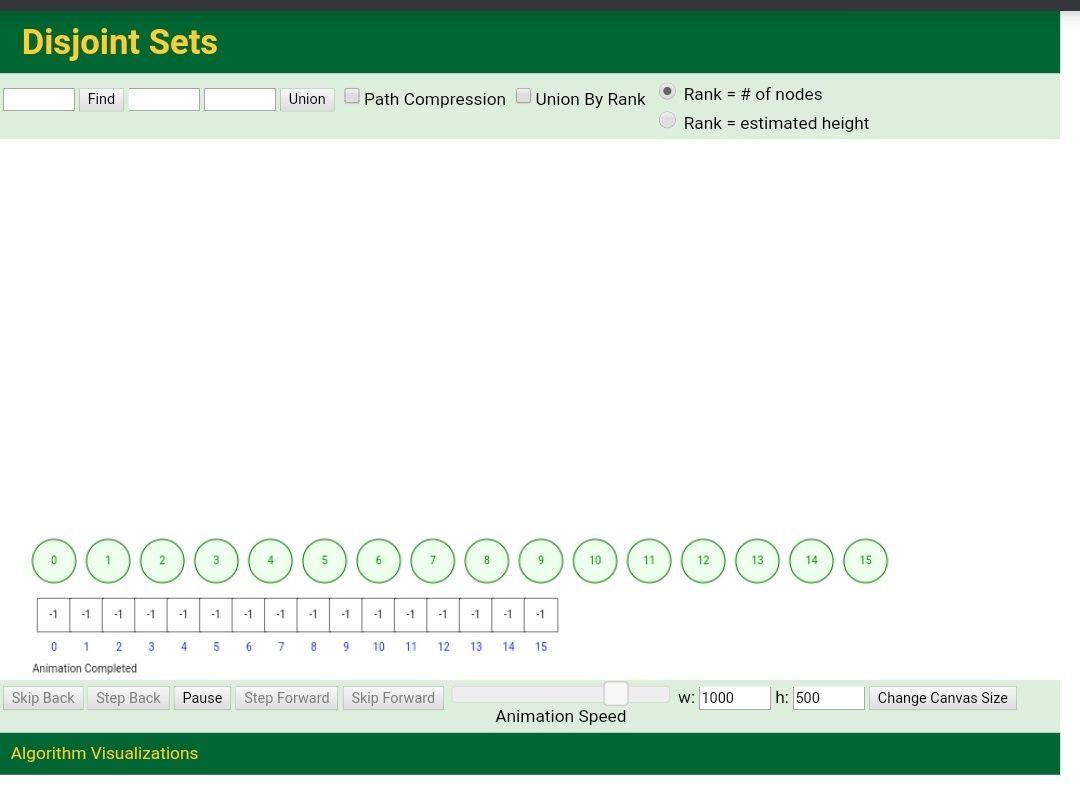 Disjoint Sets
Find Union Path Compression Union By Rank Rank = # of nodes
Rank = estimated height
0 1 2 3 4 5 6 7 8 9 10 11 12 13 14 15
-1 -1 -1 -1 -1 -1 -1 -1 -1 -1 -1 -1 -1 -1 -1 -1
0 1 2 3 4 5 6 7 8 9 10 11 12 13 14 15
Animation Completed
Skip Back Step Back Pause Step Forward Skip Forward w: 1000 h: 500 Change Canvas Size
Animation Speed
Algorithm Visualizations